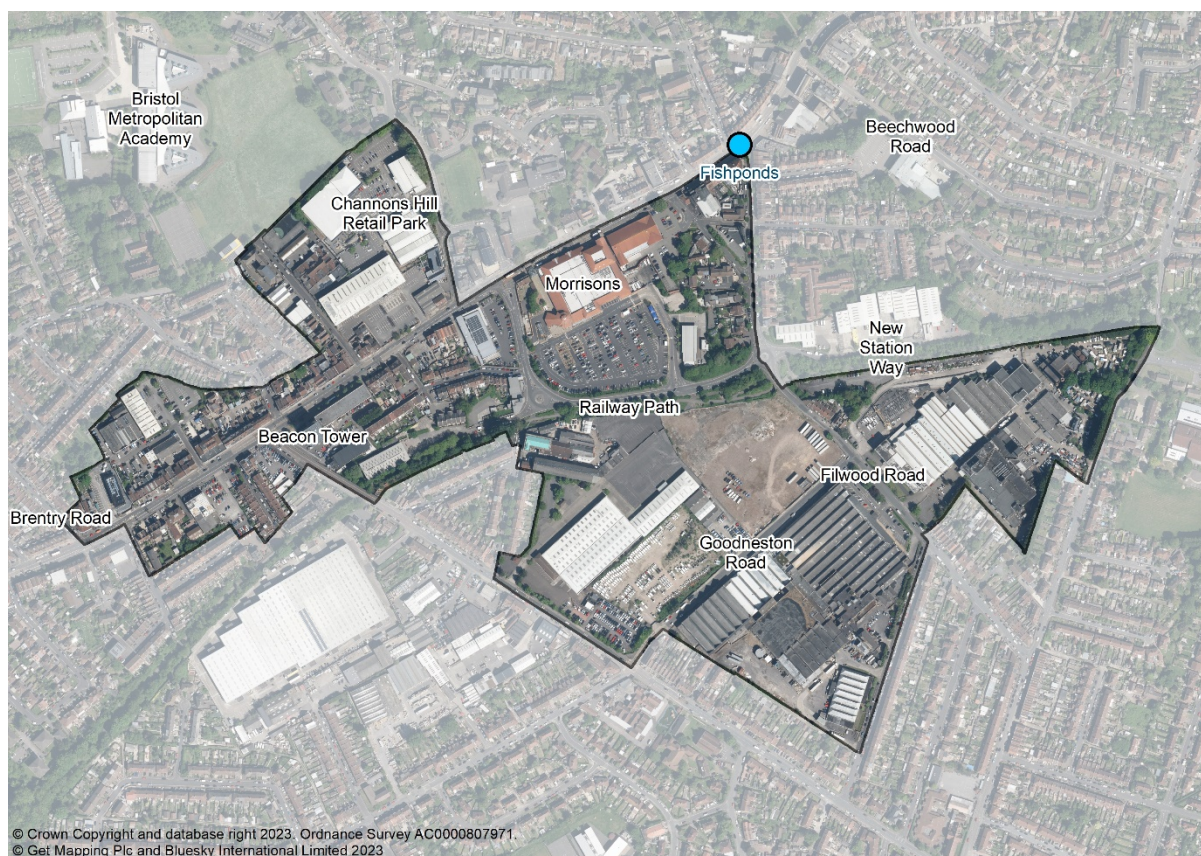 Bristol
Metropolitan
Academy
Beechwood
Road
Fishponds
Channons Hill
Retail Park
Morrisons
New
Station
Way
Railway Path
Beacon Tower
Filwood Road
Brentry Road
Goodneston
Road
© Crown Copyright and database right 2023. Ordnance Survey AC0000807971.
© Get Mapping Plc and Bluesky International Limited 2023